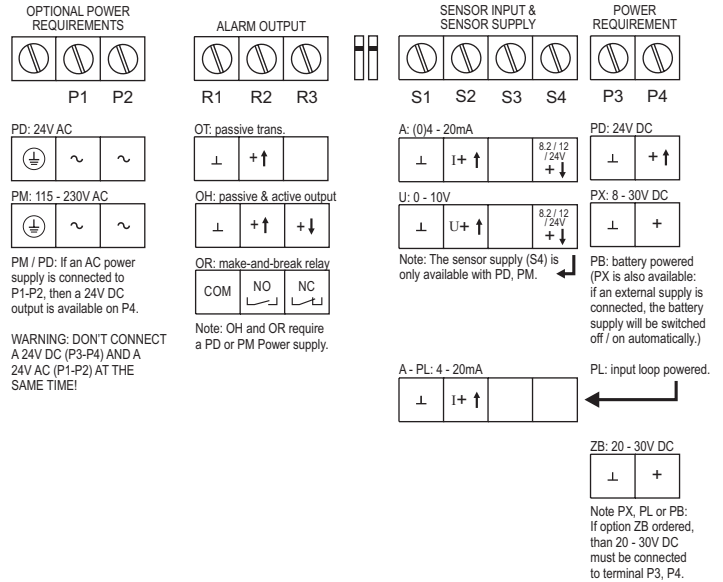 OPTIONAL POWER
REQUIREMENTS
P1 P2
PD: 24V AC
~ ~
PM: 115 - 230V AC
~ ~
PM / PD: If an AC power
supply is connected to
P1-P2, then a 24V DC
output is available on P4.
WARNING: DON'T CONNECT
A 24V DC (P3-P4) AND A
24V AC (P1-P2) AT THE
SAME TIME!
ALARM OUTPUT
R1 R2 R3
OT: passive trans.
⊥ +↑
OH: passive & active output
⊥ +↑ +↓
OR: make-and-break relay
COM NO NC
Note: OH and OR require
a PD or PM Power supply.
SENSOR INPUT &
SENSOR SUPPLY
S1 S2 S3 S4
A: (0)4 - 20mA
8.2 / 12
/ 24V
⊥ I+ ↑ + ↓
U: 0 - 10V
8.2 / 12
/ 24V
⊥ U+ ↑ + ↓
Note: The sensor supply (S4) is
only available with PD, PM.
A - PL: 4 - 20mA
⊥ I+ ↑
POWER
REQUIREMENT
P3 P4
PD: 24V DC
⊥ +↑
PX: 8 - 30V DC
⊥ +
PB: battery powered
(PX is also available:
if an external supply is
connected, the battery
supply will be switched
off / on automatically.)
PL: input loop powered.
ZB: 20 - 30V DC
⊥ +
Note PX, PL or PB:
If option ZB ordered,
than 20 - 30V DC
must be connected
to terminal P3, P4.